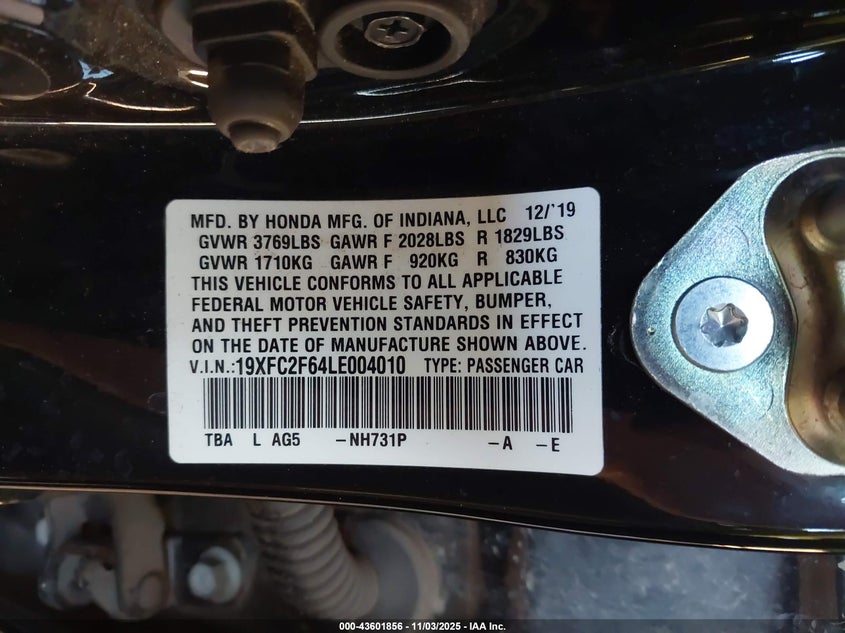 MFD. BY HONDA MFG. OF INDIANA, LLC 12/'19
GVWR 3769LBS GAWR F 2028LBS R 1829LBS
GVWR 1710KG GAWR F 920KG R 830KG
THIS VEHICLE CONFORMS TO ALL APPLICABLE
FEDERAL MOTOR VEHICLE SAFETY, BUMPER,
AND THEFT PREVENTION STANDARDS IN EFFECT
ON THE DATE OF MANUFACTURE SHOWN ABOVE.
V.I.N.:19XFC2F64LE004010 TYPE: PASSENGER CAR
TBA L AG5 -NH731P -A -E
000-43601856 - 11/03/2025 - IAA Inc.